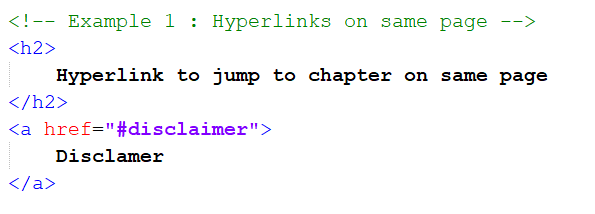 <!-- Example 1 : Hyperlinks on same page -->
<h2>
Hyperlink to jump to chapter on same page
</h2>
<a href="#disclaimer">
Disclamer
</a>